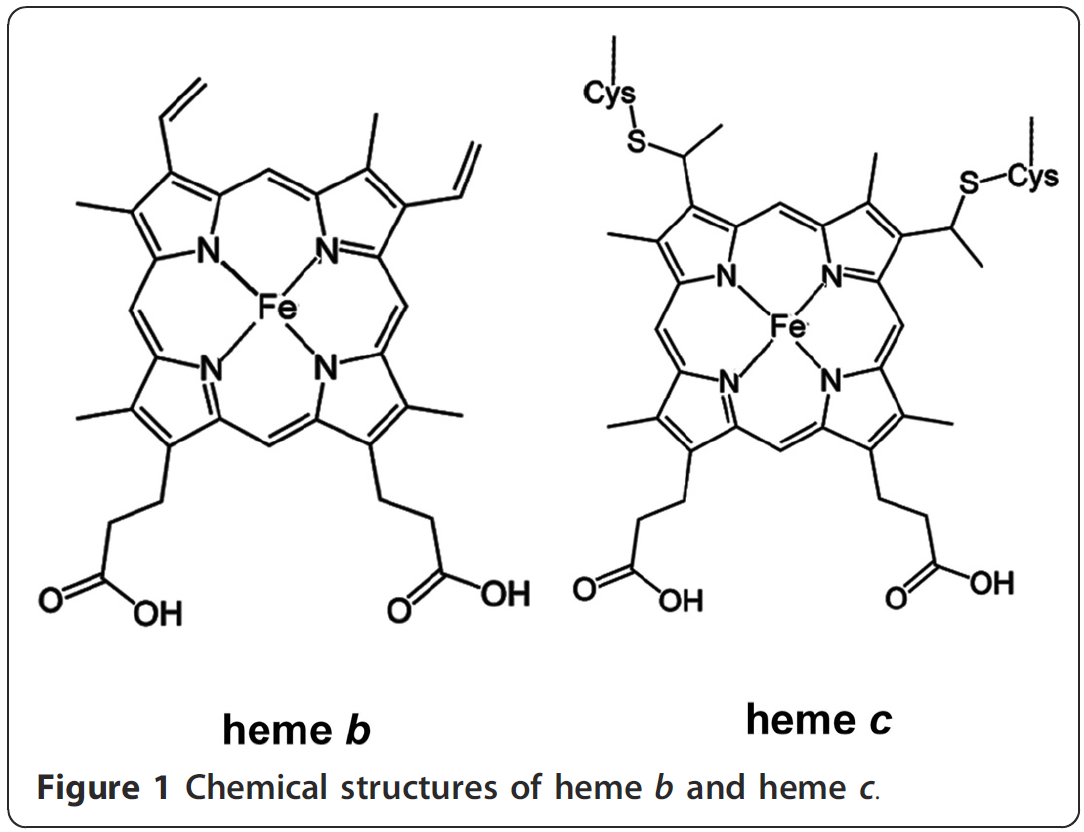 Cys
S
S Cys
N N
N N
Fe
Fe
N N
N N
O OH
O OH
O OH
O OH
heme b
heme c
Figure 1 Chemical structures of heme b and heme c.